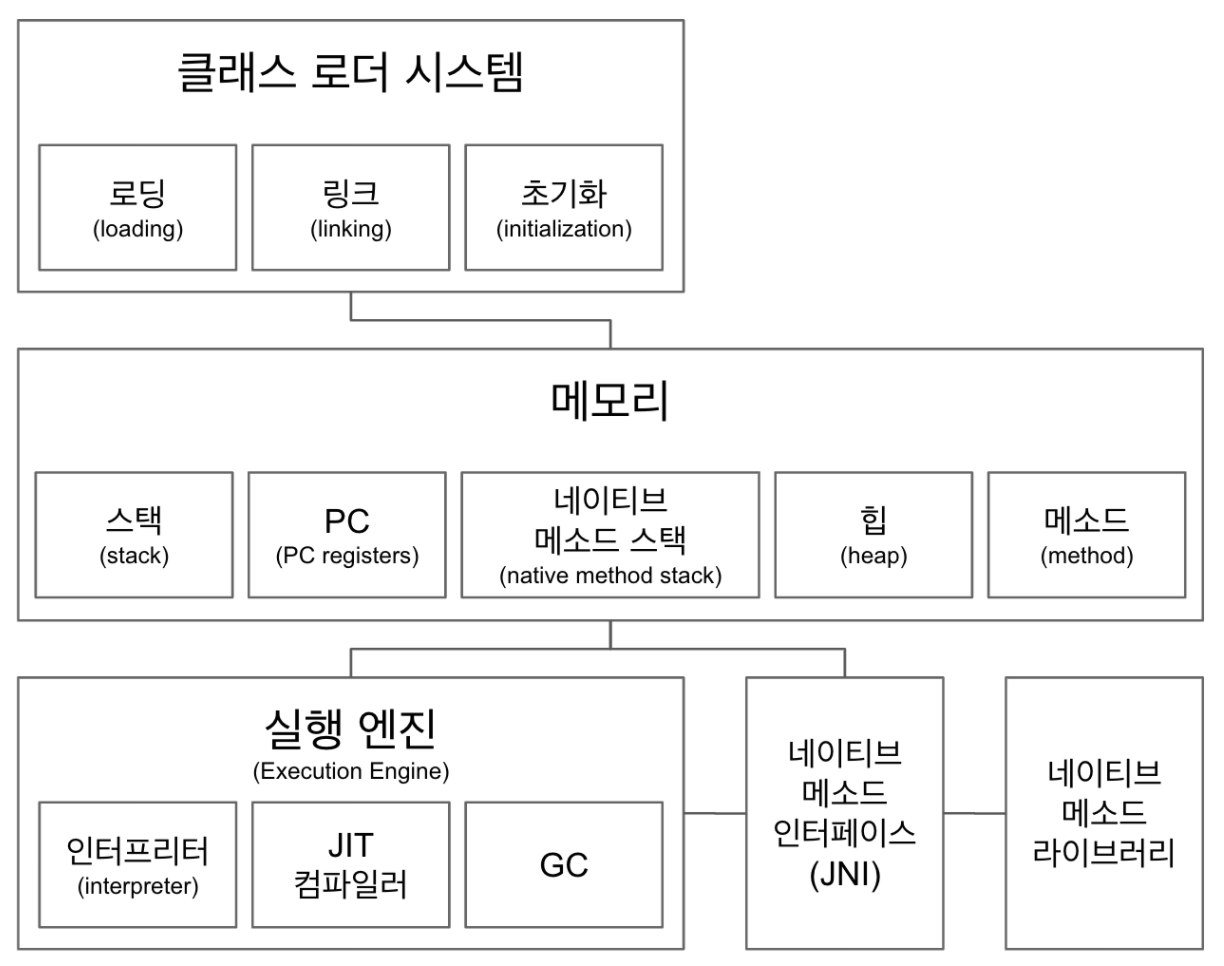 클래스 로더 시스템
로딩
(loading)
링크
(linking)
초기화
(initialization)
메모리
스택
(stack)
PC
(PC registers)
네이티브
메소드 스택
(native method stack)
힙
(heap)
메소드
(method)
실행 엔진
(Execution Engine)
인터프리터
(interpreter)
JIT
컴파일러
GC
네이티브
메소드
인터페이스
(JNI)
네이티브
메소드
라이브러리